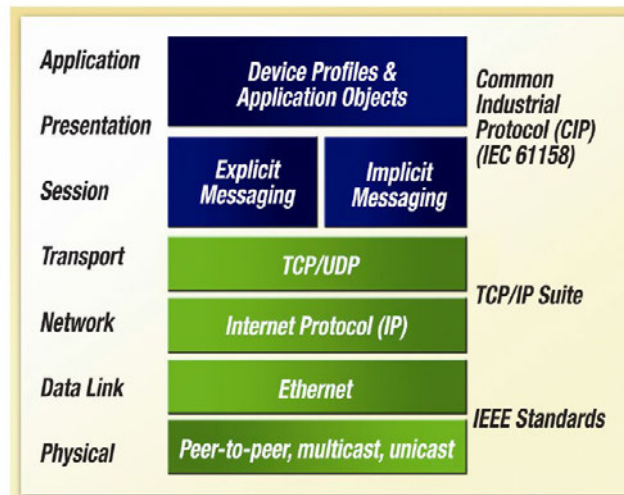 Application
Presentation
Session
Transport
Network
Data Link
Physical
Device Profiles &
Application Objects
Explicit
Messaging
Implicit
Messaging
TCP/UDP
Internet Protocol (IP)
Ethernet
Peer-to-peer, multicast, unicast
Common
Industrial
Protocol (CIP)
(IEC 61158)
TCP/IP Suite
IEEE Standards